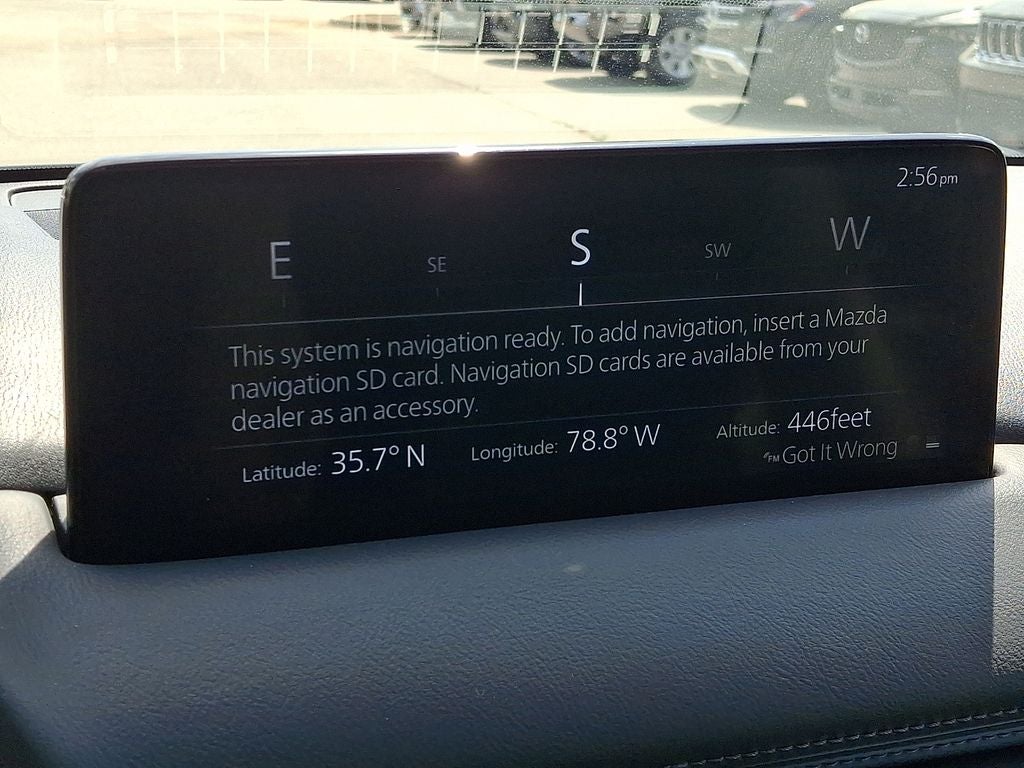 2:56pm
E SE S SW W
This system is navigation ready. To add navigation, insert a Mazda
navigation SD card. Navigation SD cards are available from your
dealer as an accessory.
Latitude: 35.7° N Longitude: 78.8° W Altitude: 446feet
FM Got It Wrong